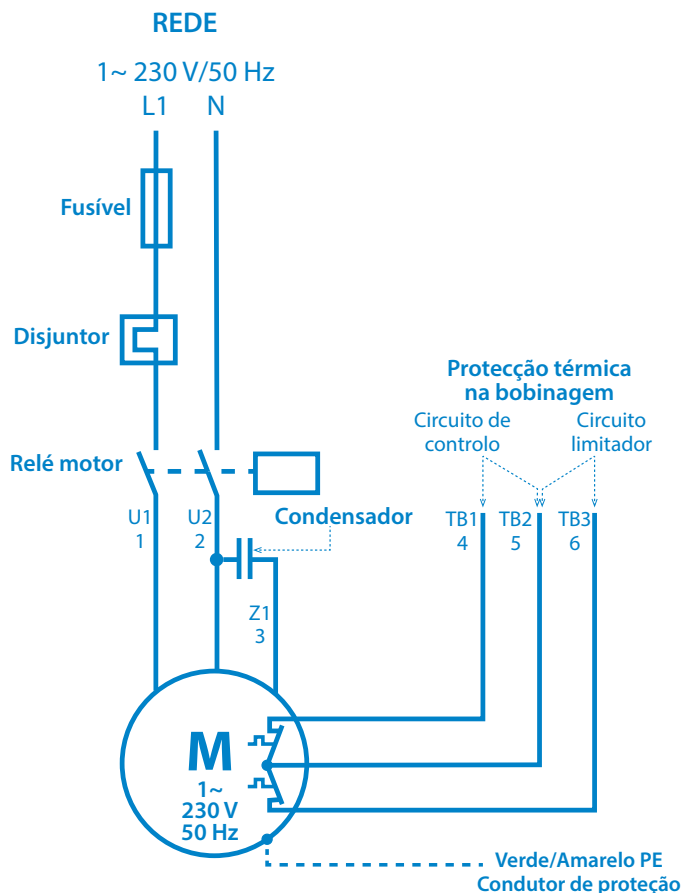 REDE
1~ 230 V/50 Hz
L1 N
Fusível
Disjuntor
Protecção térmica
na bobinagem
Circuito de
controlo
Circuito
limitador
Relé motor
U1
1
U2
2
Condensador
TB1
4
TB2
5
TB3
6
Z1
3
M
1~
230 V
50 Hz
Verde/Amarelo PE
Condutor de proteção